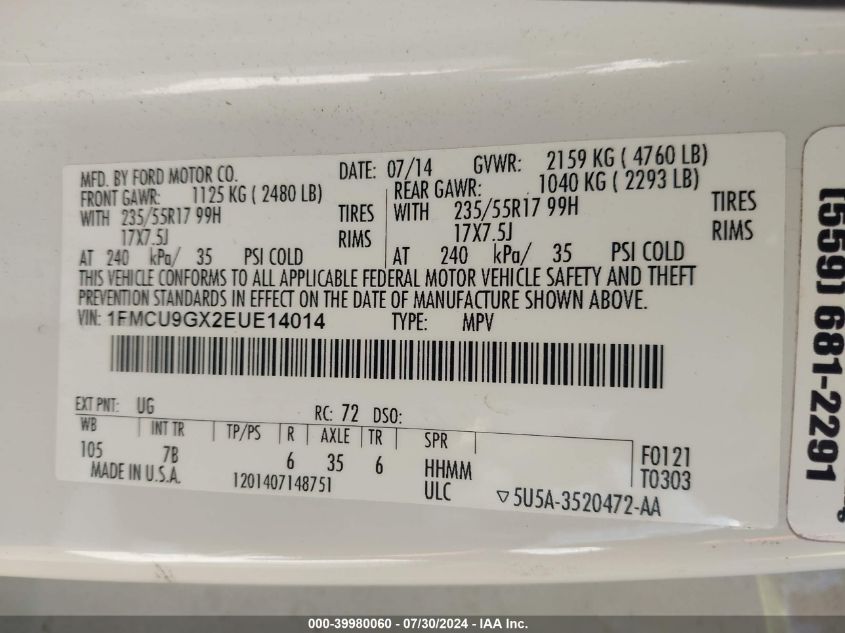 MFD. BY FORD MOTOR CO. DATE: 07/14 GVWR: 2159 KG ( 4760 LB)
FRONT GAWR: 1125 KG ( 2480 LB) REAR GAWR: 1040 KG ( 2293 LB)
WITH 235/55R17 99H TIRES WITH 235/55R17 99H TIRES
17X7.5J RIMS 17X7.5J RIMS
AT 240 kPa/ 35 PSI COLD AT 240 kPa/ 35 PSI COLD
THIS VEHICLE CONFORMS TO ALL APPLICABLE FEDERAL MOTOR VEHICLE SAFETY AND THEFT
PREVENTION STANDARDS IN EFFECT ON THE DATE OF MANUFACTURE SHOWN ABOVE.
VIN: 1FMCU9GX2EUE14014 TYPE: MPV
EXT PNT: UG RC: 72 DSO:
WB INT TR TP/PS R AXLE TR SPR
105 7B 6 35 6 HHMM F0121
MADE IN U.S.A. 1201407148751 ULC T0303
5U5A-3520472-AA
(559) 681-2291
000-39980060 - 07/30/2024 - IAA Inc.